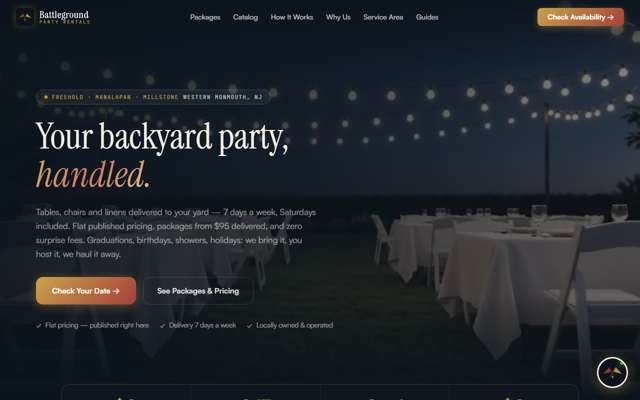 Battleground
PARTY RENTALS
Packages Catalog How It Works Why Us Service Area Guides
Check Availability →
FREEHOLD · MANALAPAN · MILLSTONE WESTERN MONMOUTH, NJ
Your backyard party,
handled.
Tables, chairs and linens delivered to your yard — 7 days a week, Saturdays
included. Flat published pricing, packages from $95 delivered, and zero
surprise fees. Graduations, birthdays, showers, holidays: we bring it, you
host it, we haul it away.
Check Your Date →
See Packages & Pricing
✓ Flat pricing — published right here ✓ Delivery 7 days a week ✓ Locally owned & operated